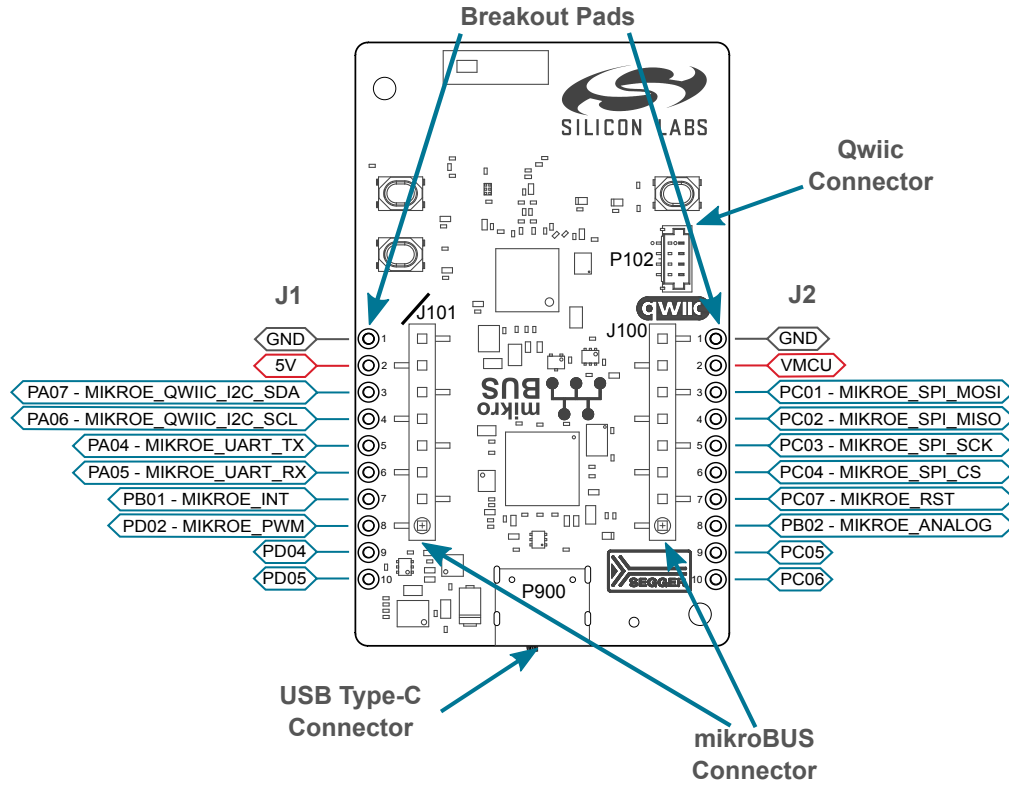 Breakout Pads
SILICON LABS
Qwiic
Connector
P102
qwiic
J1
J2
J101
J100
GND
5V
PA07 - MIKROE_QWIIC_I2C_SDA
PA06 - MIKROE_QWIIC_I2C_SCL
PA04 - MIKROE_UART_TX
PA05 - MIKROE_UART_RX
PB01 - MIKROE_INT
PD02 - MIKROE_PWM
PD04
PD05
1
2
3
4
5
6
7
8
9
10
mikro
BUS
1
2
3
4
5
6
7
8
9
10
GND
VMCU
PC01 - MIKROE_SPI_MOSI
PC02 - MIKROE_SPI_MISO
PC03 - MIKROE_SPI_SCK
PC04 - MIKROE_SPI_CS
PC07 - MIKROE_RST
PB02 - MIKROE_ANALOG
PC05
PC06
SEGGER
P900
USB Type-C
Connector
mikroBUS
Connector